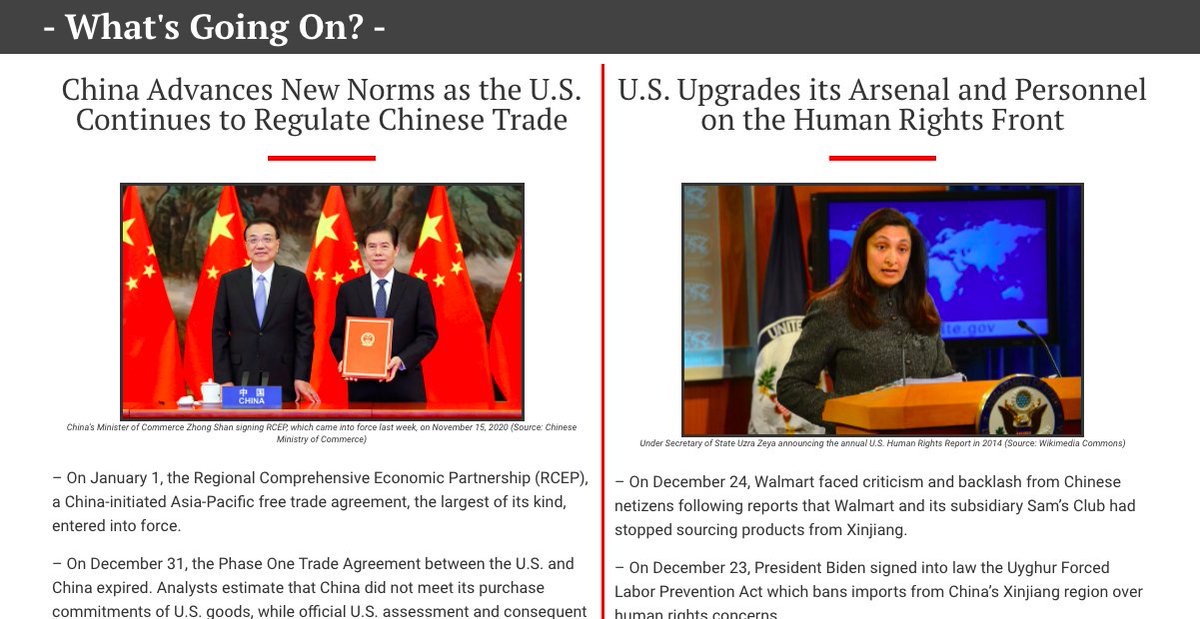 - What's Going On? -
China Advances New Norms as the U.S.
Continues to Regulate Chinese Trade
中 国
CHINA
China's Minister of Commerce Zhong Shan signing RCEP, which came into force last week, on November 15, 2020 (Source: Chinese
Ministry of Commerce)
– On January 1, the Regional Comprehensive Economic Partnership (RCEP),
a China-initiated Asia-Pacific free trade agreement, the largest of its kind,
entered into force.
– On December 31, the Phase One Trade Agreement between the U.S. and
China expired. Analysts estimate that China did not meet its purchase
commitments of U.S. goods, while official U.S. assessment and consequent
U.S. Upgrades its Arsenal and Personnel
on the Human Rights Front
UNITE
ite.gov
Under Secretary of State Uzra Zeya announcing the annual U.S. Human Rights Report in 2014 (Source: Wikimedia Commons)
– On December 24, Walmart faced criticism and backlash from Chinese
netizens following reports that Walmart and its subsidiary Sam's Club had
stopped sourcing products from Xinjiang.
– On December 23, President Biden signed into law the Uyghur Forced
Labor Prevention Act which bans imports from China's Xinjiang region over
human rights concerns.